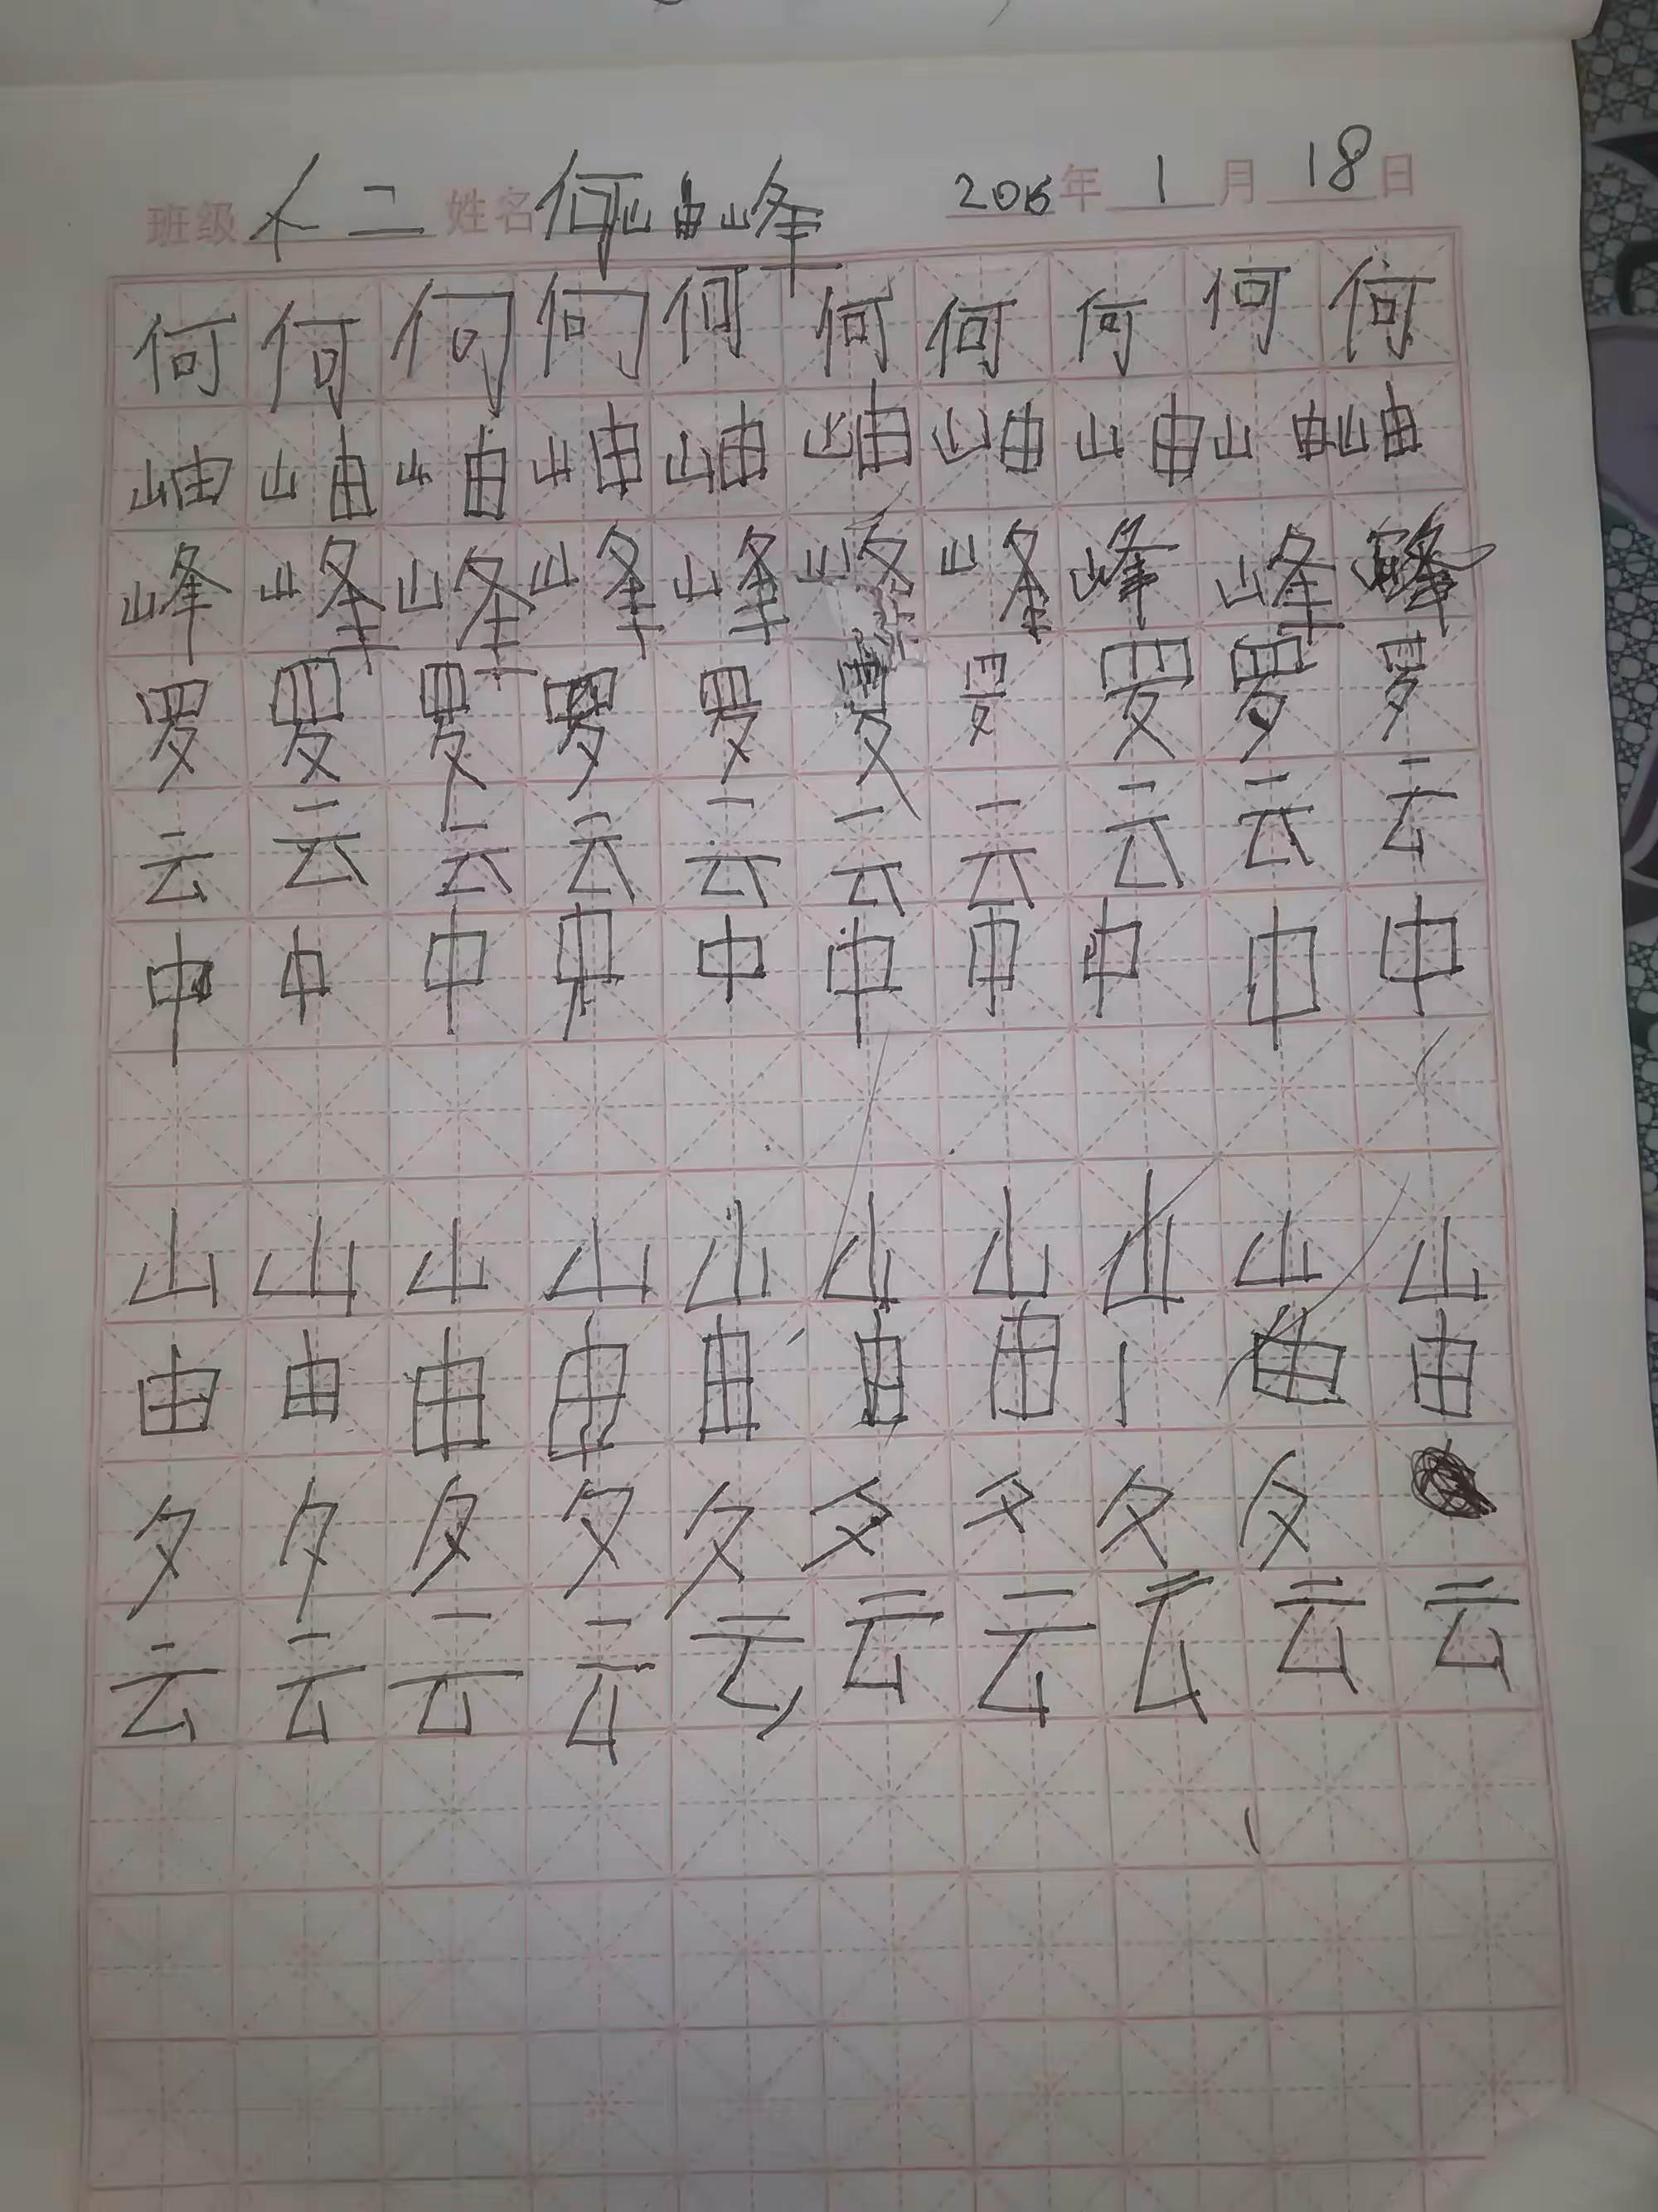 班级 二 姓名 何岫峰 2015年 1 月 18 日
何 何 何 何 何 何 何 何 何 何
岫 岫 岫 岫 岫 岫 岫 岫 岫 岫
峰 峰 峰 峰 峰 峰 峰 峰 峰
罗 罗 罗 罗 罗 罗 罗 罗 罗 罗
云 云 云 云 云 云 云 云 云 云
中 中 中 中 中 中 中 中 中 中
山 山 山 山 山 山 山 山 山 山
由 由 由 由 由 由 由 由 由
夕 夕 夕 夕 夕 夕 夕 夕 夕
云 云 云 云 云 云 云 云 云 云